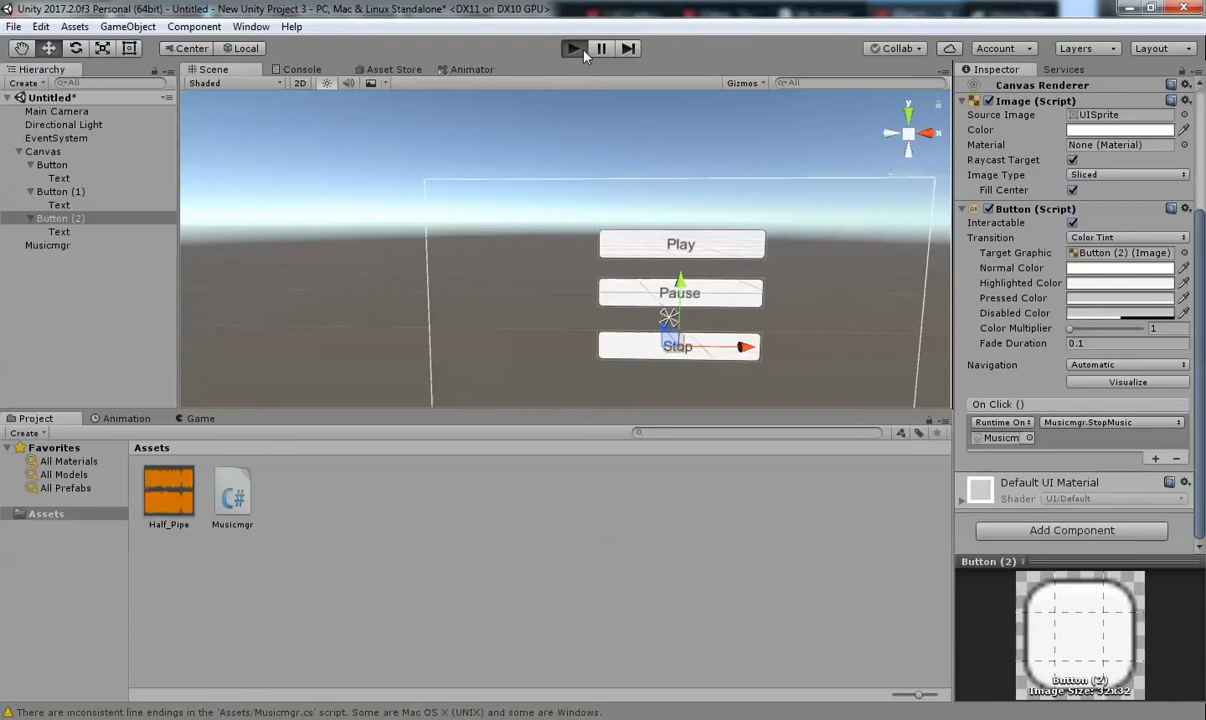 Unity 2017.2.0f3 Personal (64bit) - Untitled - New Unity Project 3 - PC, Mac & Linux Standalone* <DX11 on DX10 GPU>
File Edit Assets GameObject Component Window Help
Center Local Collab Account Layers Layout
Hierarchy Scene Console Asset Store Animator Inspector Services
Create All Shaded 2D Gizmos All Canvas Renderer
Untitled*
Main Camera
Directional Light
EventSystem
Canvas
Button
Text
Button (1)
Text
Button (2)
Text
Musicmgr
y
x
Play
Pause
Stop
Image (Script)
Source Image UISprite
Color
Material None (Material)
Raycast Target
Image Type Sliced
Fill Center
Button (Script)
Interactable
Transition Color Tint
Target Graphic Button (2) (Image)
Normal Color
Highlighted Color
Pressed Color
Disabled Color
Color Multiplier 1
Fade Duration 0.1
Navigation Automatic
Visualize
On Click ()
Runtime On Musicmgr.StopMusic
Musicm
Default UI Material
Shader UI/Default
Add Component
Button (2)
Button (2)
Image Size: 32x32
Project Animation Game
Create
Favorites
All Materials
All Models
All Prefabs
Assets
Assets
C#
Half_Pipe Musicmgr
There are inconsistent line endings in the 'Assets/Musicmgr.cs' script. Some are Mac OS X (UNIX) and some are Windows.